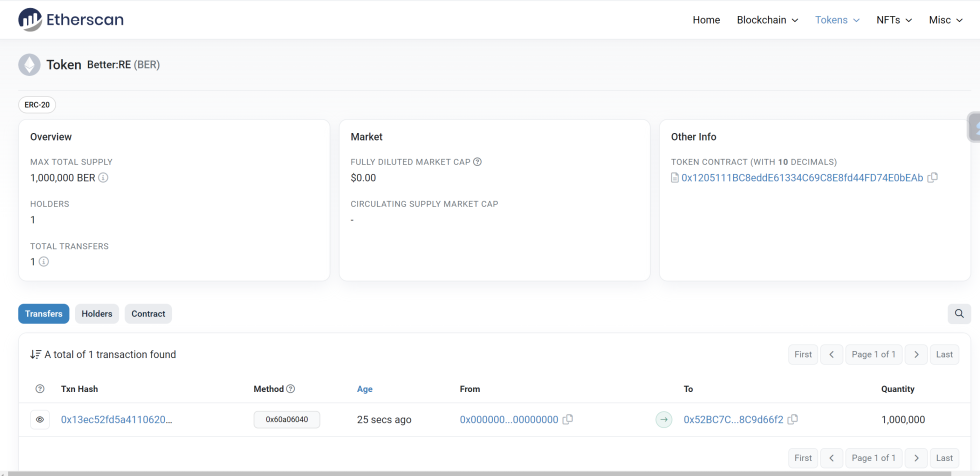 Etherscan
Home Blockchain Tokens NFTs Misc
Token Better:RE (BER)
ERC-20
Overview
MAX TOTAL SUPPLY
1,000,000 BER
HOLDERS
1
TOTAL TRANSFERS
1
Market
FULLY DILUTED MARKET CAP
$0.00
CIRCULATING SUPPLY MARKET CAP
-
Other Info
TOKEN CONTRACT (WITH 10 DECIMALS)
0x1205111BC8eddE61334C69C8E8fd44FD74E0bEAb
Transfers Holders Contract
A total of 1 transaction found
First Page 1 of 1 Last
Txn Hash Method Age From To Quantity
0x13ec52fd5a4110620... 0x60a06040 25 secs ago 0x000000...00000000 0x52BC7C...8C9d66f2 1,000,000
First Page 1 of 1 Last